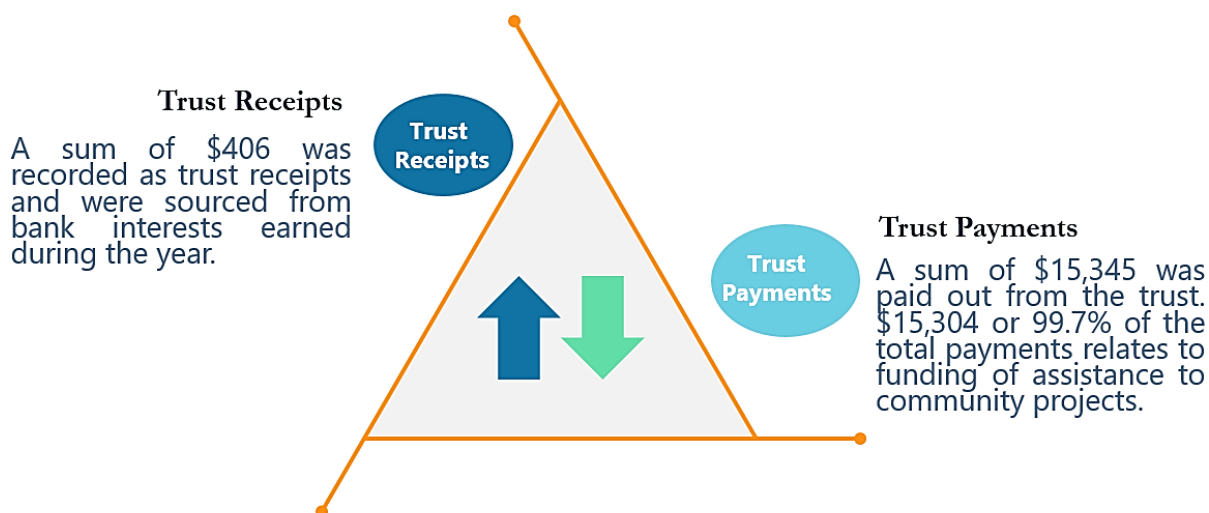 Trust Receipts
A sum of $406 was
recorded as trust receipts
and were sourced from
bank interests earned
during the year.
Trust
Receipts
Trust
Payments
Trust Payments
A sum of $15,345 was
paid out from the trust.
$15,304 or 99.7% of the
total payments relates to
funding of assistance to
community projects.